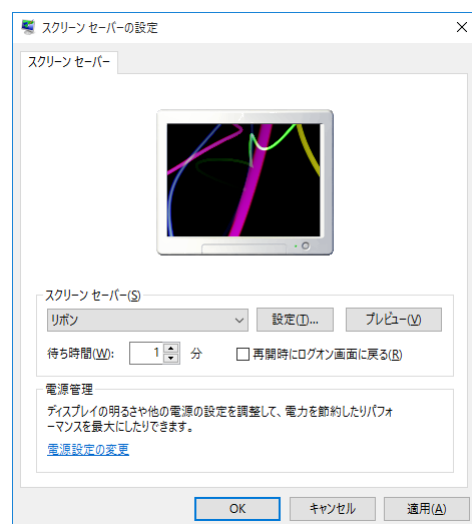 スクリーン セーバーの設定
スクリーン セーバー
スクリーン セーバー(S)
リボン
設定(T)...
プレビュー(V)
待ち時間(W):
1
分
再開時にログオン画面に戻る(R)
電源管理
ディスプレイの明るさや他の電源の設定を調整して、電力を節約したりパフォ
ーマンスを最大にしたりできます。
電源設定の変更
OK
キャンセル
適用(A)